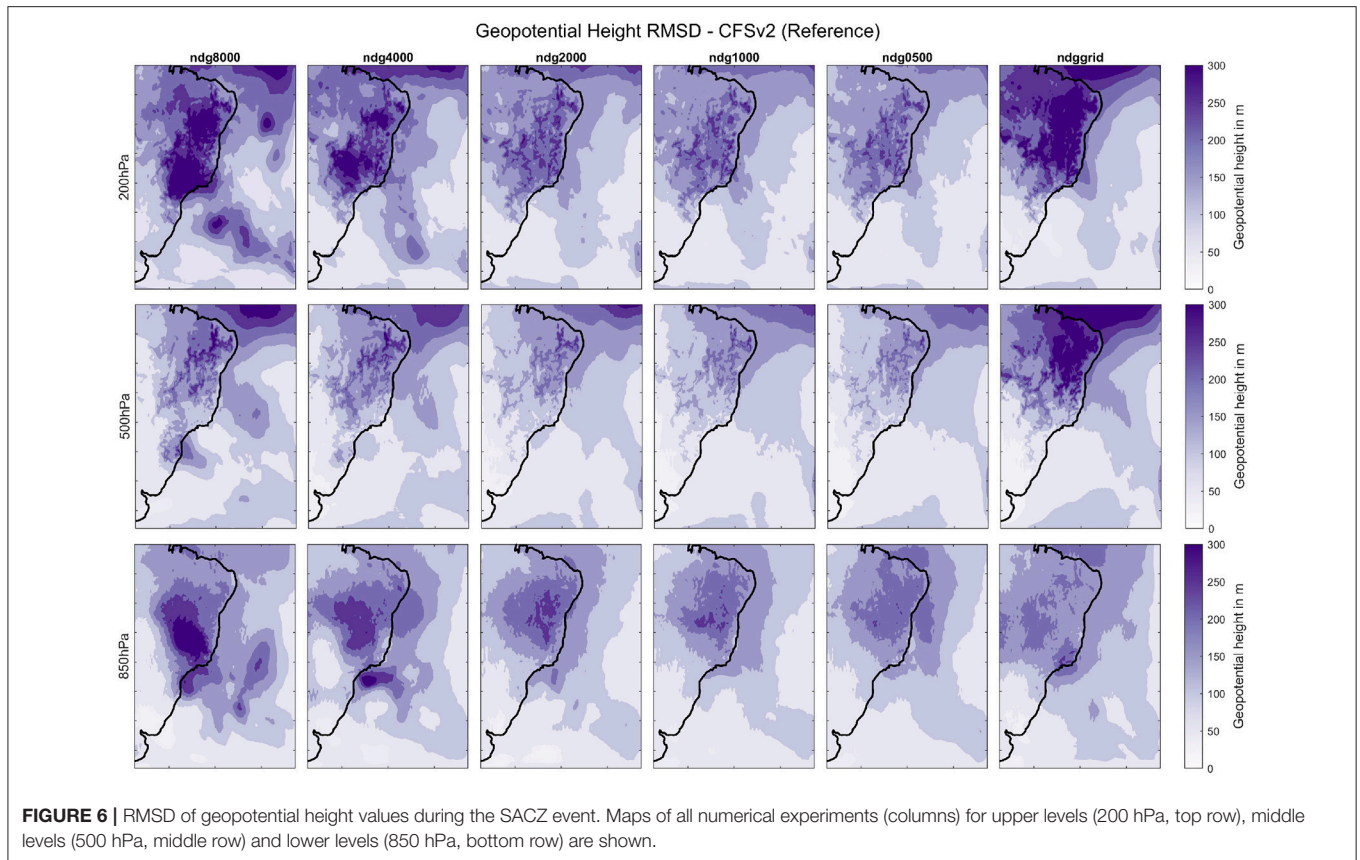 Geopotential Height RMSD - CFSv2 (Reference)
ndg8000 ndg4000 ndg2000 ndg1000 ndg0500 ndggrid
200hPa
300
250
200
150
100
50
0
Geopotential height in m
500hPa
300
250
200
150
100
50
0
Geopotential height in m
850hPa
300
250
200
150
100
50
0
Geopotential height in m
FIGURE 6 | RMSD of geopotential height values during the SACZ event. Maps of all numerical experiments (columns) for upper levels (200 hPa, top row), middle
levels (500 hPa, middle row) and lower levels (850 hPa, bottom row) are shown.